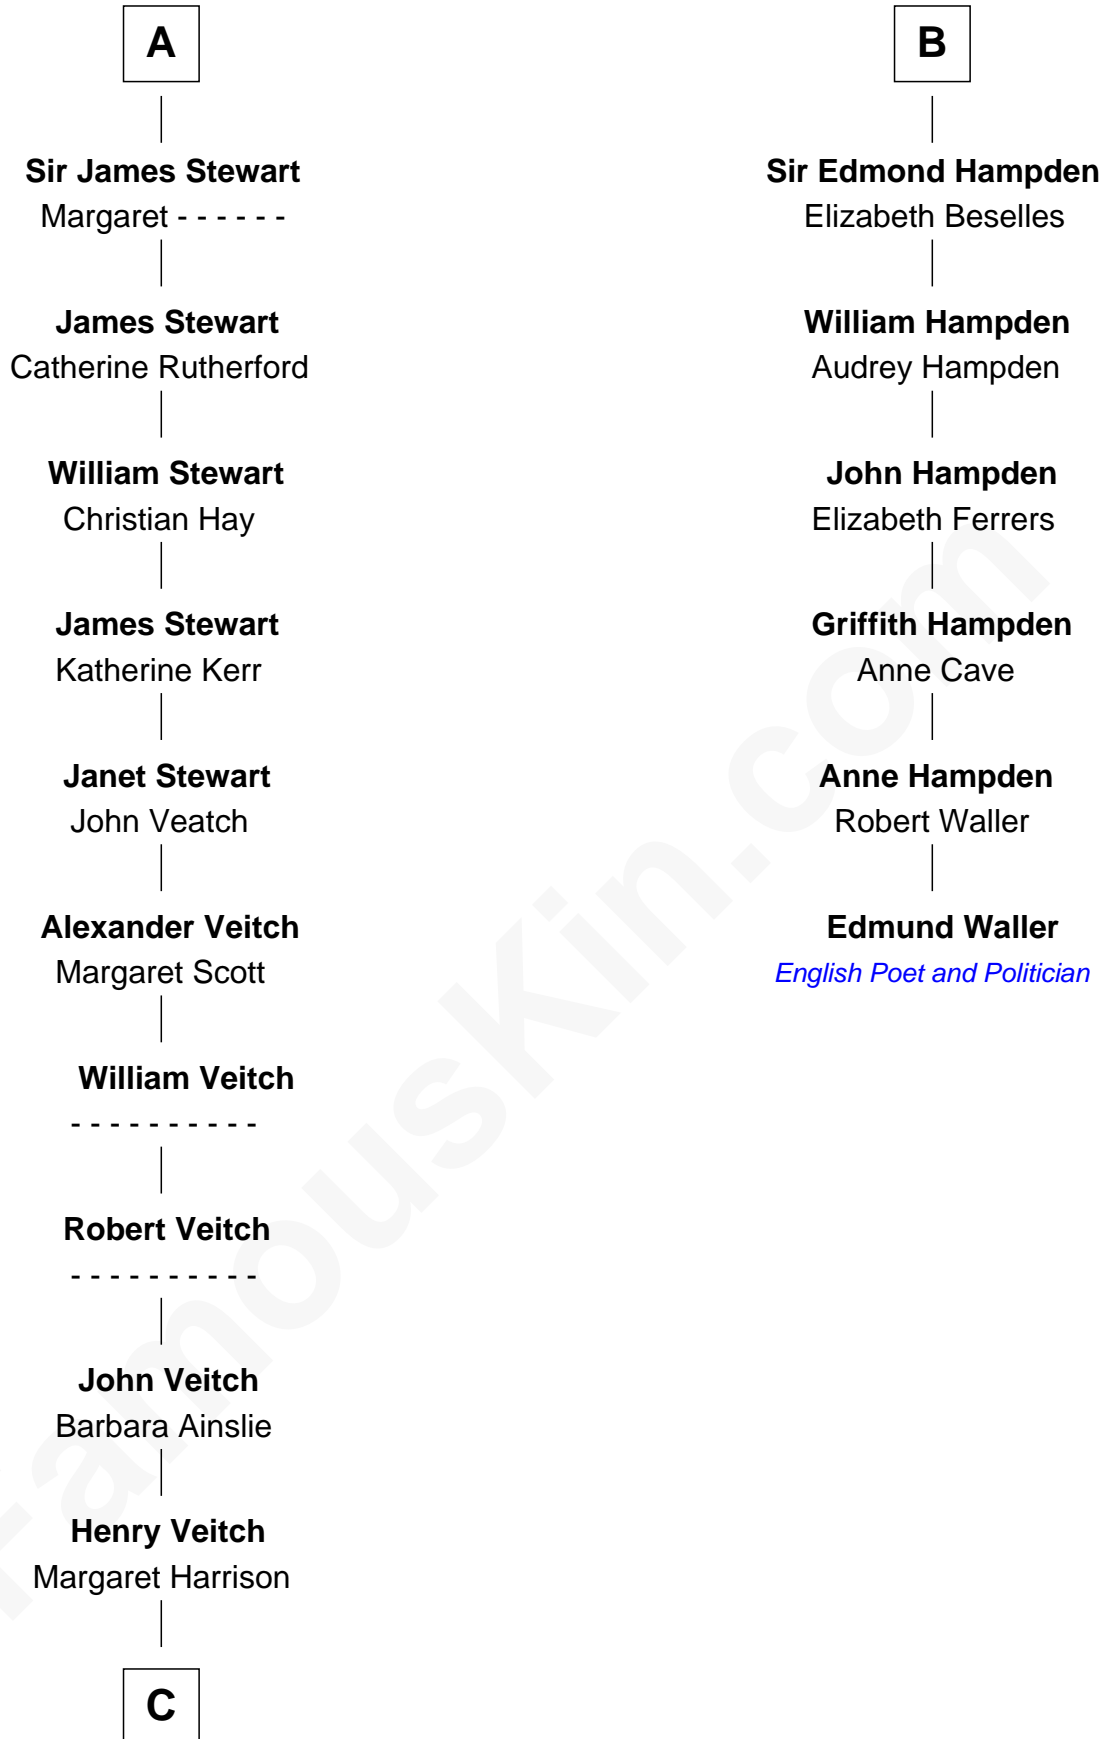 A
Sir James Stewart
Margaret - - - - - -
James Stewart
Catherine Rutherford
William Stewart
Christian Hay
James Stewart
Katherine Kerr
Janet Stewart
John Veatch
Alexander Veitch
Margaret Scott
William Veitch
- - - - - - - - - -
Robert Veitch
- - - - - - - - - -
John Veitch
Barbara Ainslie
Henry Veitch
Margaret Harrison
C
B
Sir Edmond Hampden
Elizabeth Beselles
William Hampden
Audrey Hampden
John Hampden
Elizabeth Ferrers
Griffith Hampden
Anne Cave
Anne Hampden
Robert Waller
Edmund Waller
English Poet and Politician
FamousKin.com